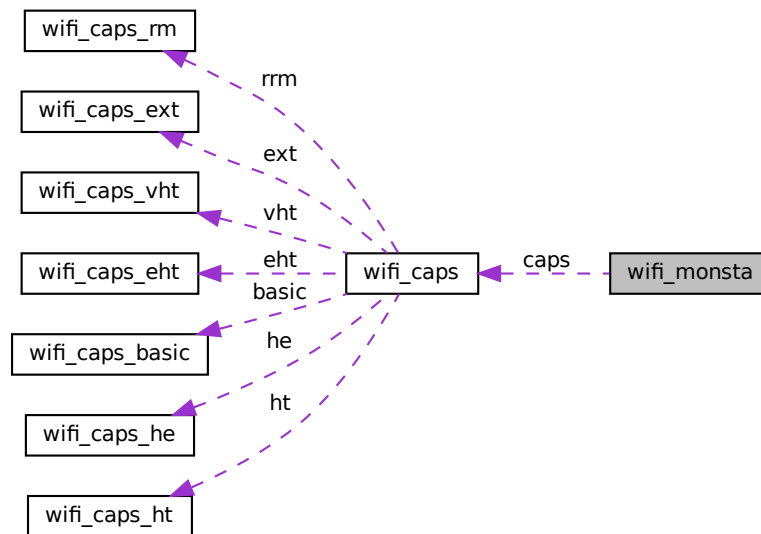 wifi_caps_rm
rrm
wifi_caps_ext
ext
wifi_caps_vht
vht
wifi_caps_eht
eht
wifi_caps
caps
wifi_monsta
basic
wifi_caps_basic
he
wifi_caps_he
ht
wifi_caps_ht